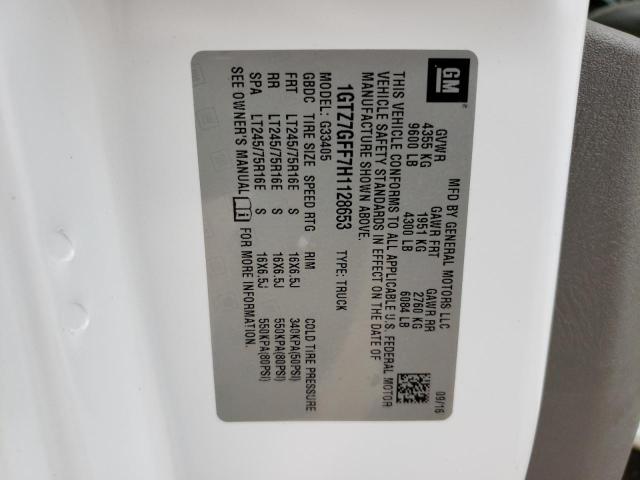 GM
MFD BY GENERAL MOTORS LLC
09/16
GVWR GAWR FRT GAWR RR
4355 KG 1951 KG 2760 KG
9600 LB 4300 LB 6084 LB
THIS VEHICLE CONFORMS TO ALL APPLICABLE U.S. FEDERAL MOTOR
VEHICLE SAFETY STANDARDS IN EFFECT ON THE DATE OF
MANUFACTURE SHOWN ABOVE.
1GTZ7GFF7H1128653 TYPE: TRUCK
MODEL: G33405
GBDC TIRE SIZE SPEED RTG RIM COLD TIRE PRESSURE
FRT LT245/75R16E S 16X6.5J 340KPA(50PSI)
RR LT245/75R16E S 16X6.5J 550KPA(80PSI)
SPA LT245/75R16E S 16X6.5J 550KPA(80PSI)
SEE OWNER'S MANUAL FOR MORE INFORMATION.